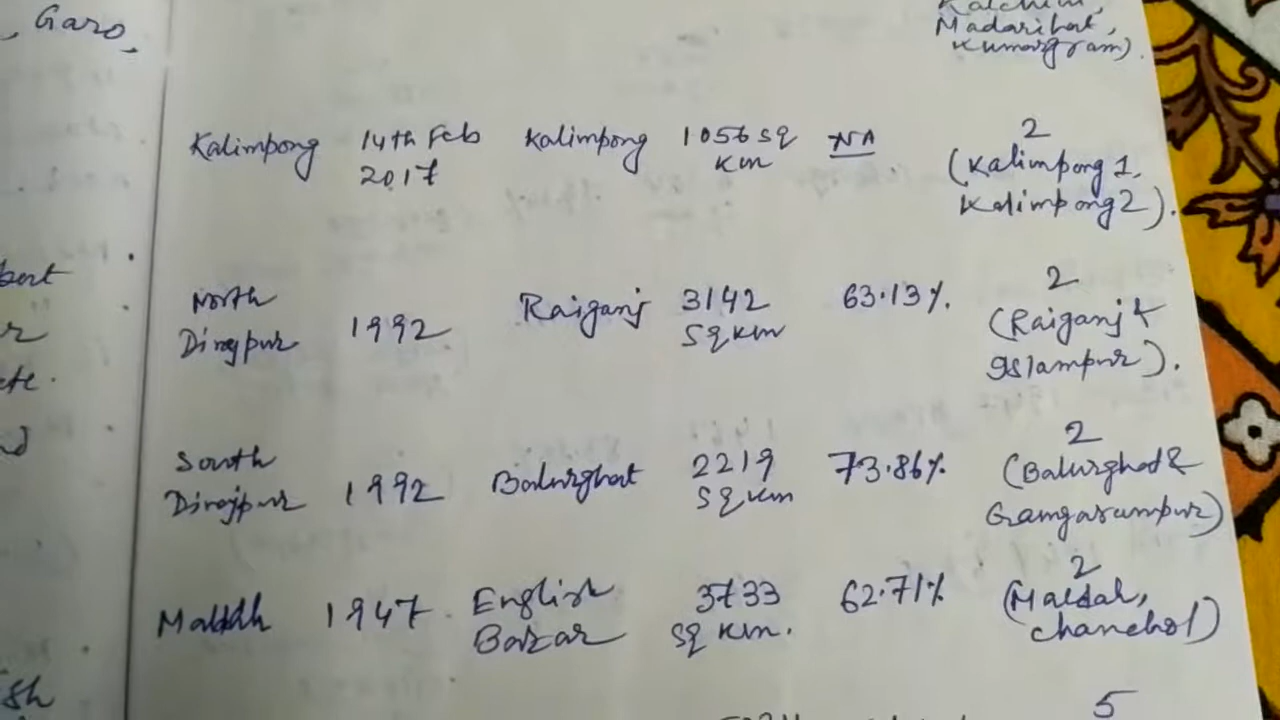 , Garo,
Madarihat,
Kumargram).
Kalimpong 14th Feb Kalimpong 1056 sq NA 2
2017 km (Kalimpong 1,
Kalimpong 2).
North Raiganj 3142 63.13%. 2
Dinajpur 1992 sq km (Raiganj &
Islampur).
South 2219 73.86%. 2
Dinajpur 1992 Balurghat sq km (Balurghat &
Gangarampur)
Maldah 1947 English 3733 62.71% 2
Bazar sq km. (Maldah,
Chanchol)
5